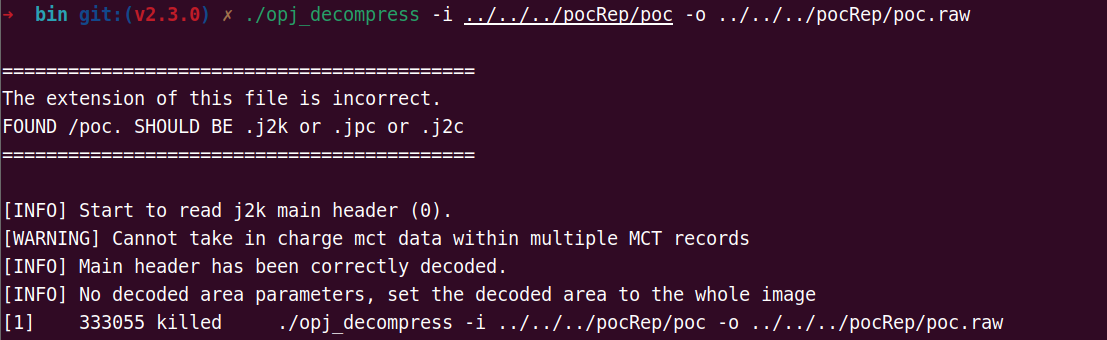 → bin git:(v2.3.0) ✗ ./opj_decompress -i ../../../pocRep/poc -o ../../../pocRep/poc.raw
==========================================
The extension of this file is incorrect.
FOUND /poc. SHOULD BE .j2k or .jpc or .j2c
==========================================
[INFO] Start to read j2k main header (0).
[WARNING] Cannot take in charge mct data within multiple MCT records
[INFO] Main header has been correctly decoded.
[INFO] No decoded area parameters, set the decoded area to the whole image
[1]    333055 killed     ./opj_decompress -i ../../../pocRep/poc -o ../../../pocRep/poc.raw